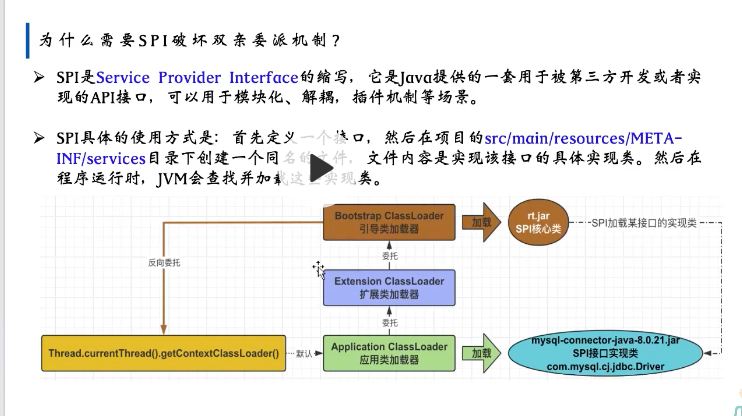 为什么需要SPI破坏双亲委派机制？
➢ SPI是Service Provider Interface的缩写，它是Java提供的一套用于被第三方开发或者实
现的API接口，可以用于模块化、解耦，插件机制等场景。
➢ SPI具体的使用方式是：首先定义一个接口，然后在项目的src/main/resources/META-
INF/services目录下创建一个同名的文件，文件内容是实现该接口的具体实现类。然后在
程序运行时，JVM会查找并加载这些实现类。
Bootstrap ClassLoader
引导类加载器
加载
rt.jar
SPI核心类
SPI加载某接口的实现类
反向委托
委托
Extension ClassLoader
扩展类加载器
委托
Thread.currentThread().getContextClassLoader()
默认
Application ClassLoader
应用类加载器
加载
mysql-connector-java-8.0.21.jar
SPI接口实现类
com.mysql.cj.jdbc.Driver